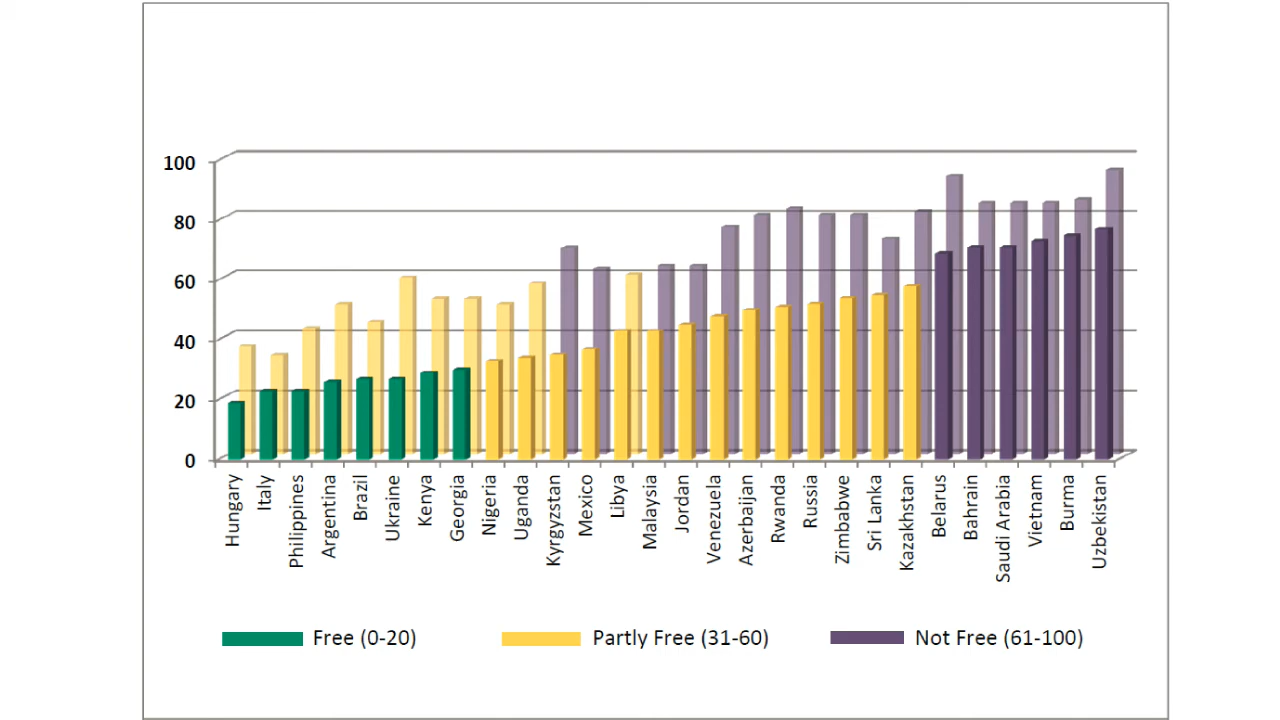 100
80
60
40
20
0
Hungary
Italy
Philippines
Argentina
Brazil
Ukraine
Kenya
Georgia
Nigeria
Uganda
Kyrgyzstan
Mexico
Libya
Malaysia
Jordan
Venezuela
Azerbaijan
Rwanda
Russia
Zimbabwe
Sri Lanka
Kazakhstan
Belarus
Bahrain
Saudi Arabia
Vietnam
Burma
Uzbekistan
Free (0-20)
Partly Free (31-60)
Not Free (61-100)